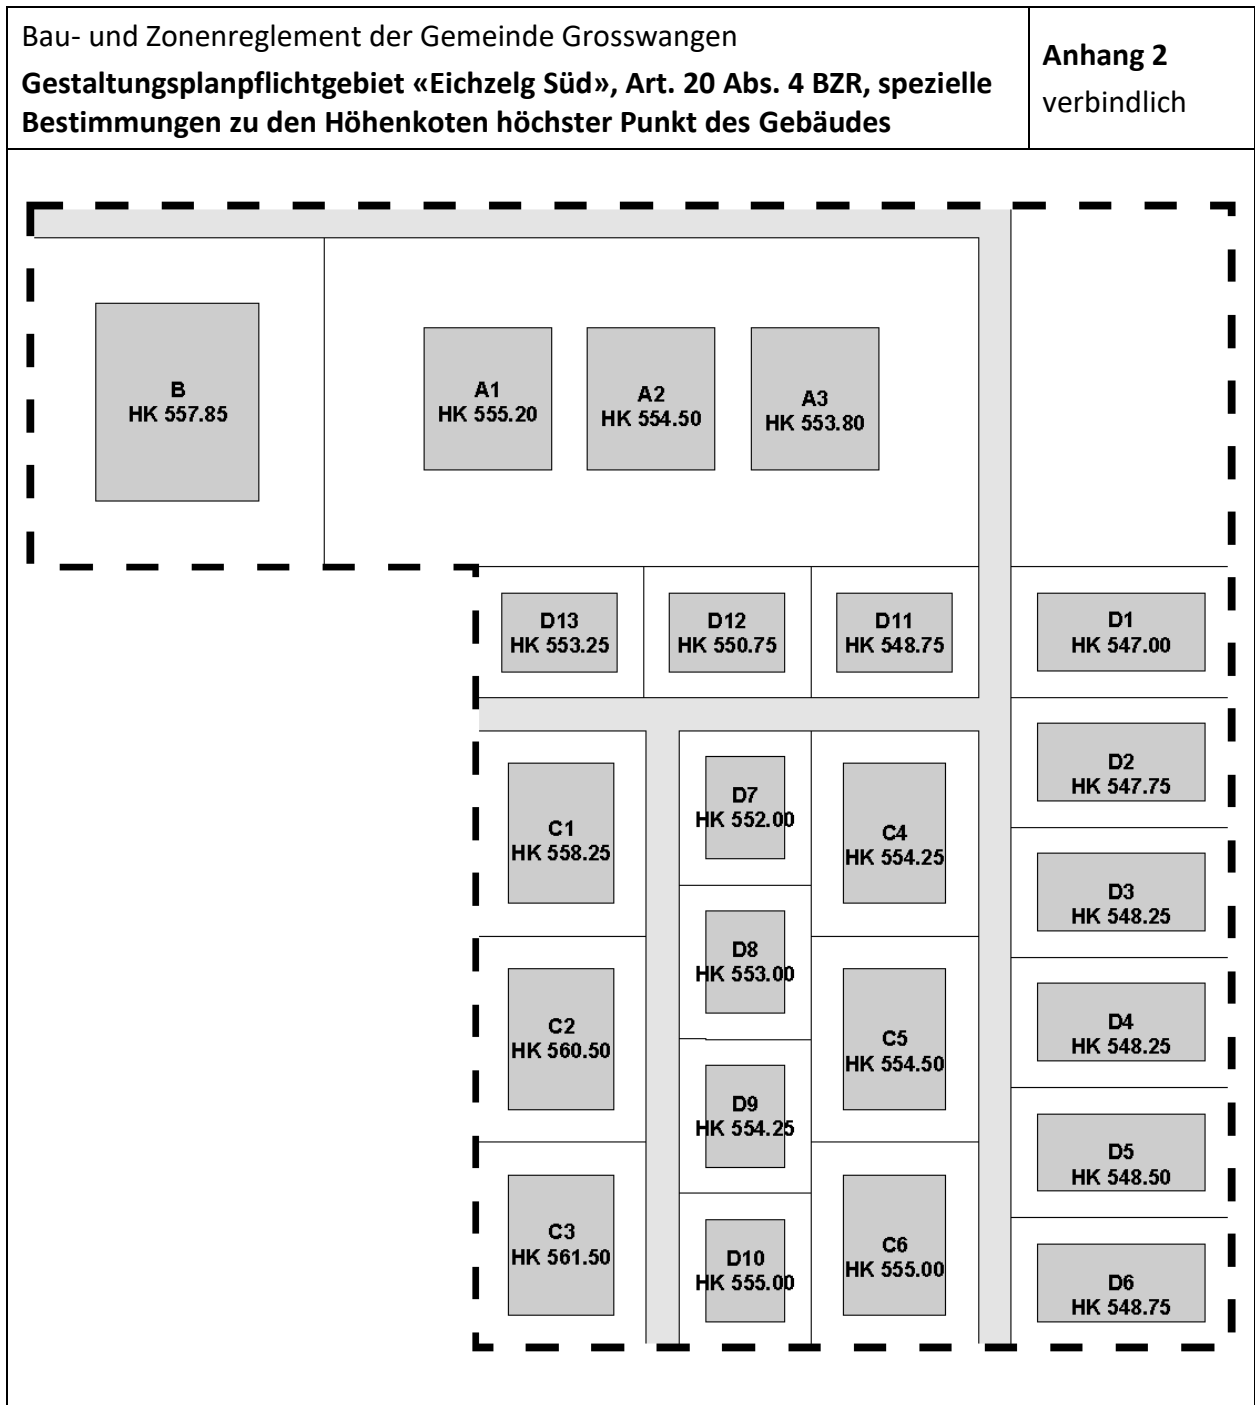 Bau- und Zonenreglement der Gemeinde Grosswangen
Gestaltungsplanpflichtgebiet «Eichzelg Süd», Art. 20 Abs. 4 BZR, spezielle
Bestimmungen zu den Höhenkoten höchster Punkt des Gebäudes
Anhang 2
verbindlich
B
HK 557.85
A1
HK 555.20
A2
HK 554.50
A3
HK 553.80
D13
HK 553.25
D12
HK 550.75
D11
HK 548.75
D1
HK 547.00
D2
HK 547.75
D7
HK 552.00
C1
HK 558.25
C4
HK 554.25
D3
HK 548.25
D8
HK 553.00
C2
HK 560.50
C5
HK 554.50
D4
HK 548.25
D9
HK 554.25
D5
HK 548.50
C3
HK 561.50
D10
HK 555.00
C6
HK 555.00
D6
HK 548.75